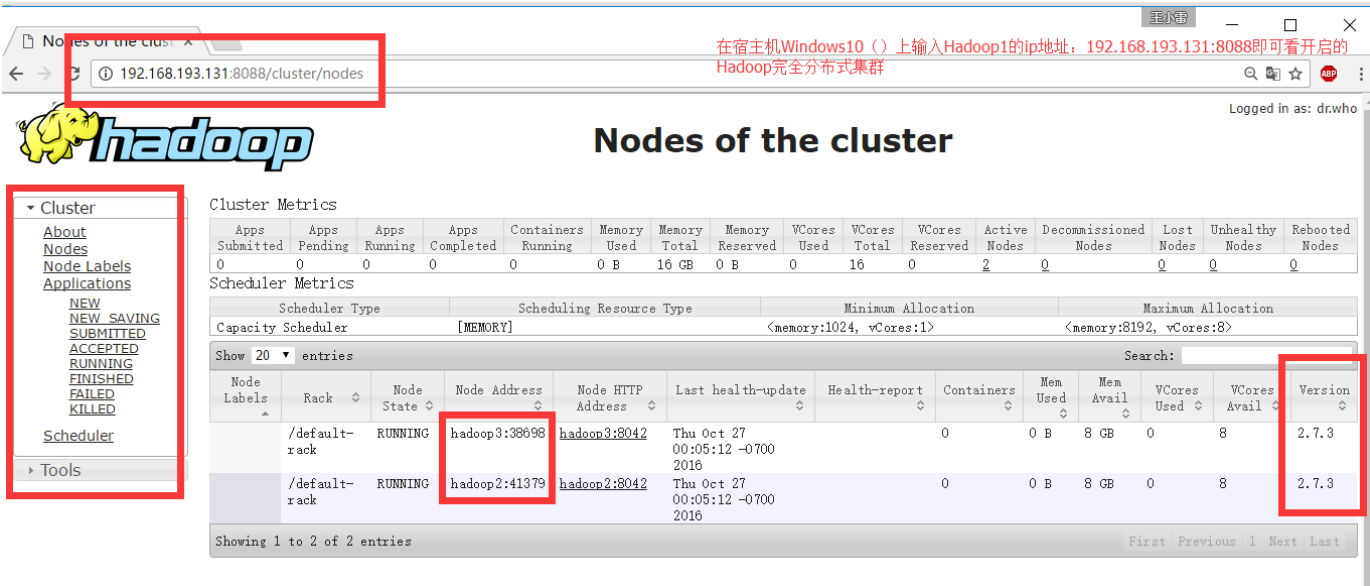 王小雷
Nodes of the clust ×
在宿主机Windows10（）上输入Hadoop1的ip地址：192.168.193.131:8088即可看开启的
Hadoop完全分布式集群
192.168.193.131:8088/cluster/nodes
ABP
Logged in as: dr.who
hadoop
Nodes of the cluster
Cluster
About
Nodes
Node Labels
Applications
NEW
NEW_SAVING
SUBMITTED
ACCEPTED
RUNNING
FINISHED
FAILED
KILLED
Scheduler
Tools
Cluster Metrics
Apps Submitted Apps Pending Apps Running Apps Completed Containers Running Memory Used Memory Total Memory Reserved VCores Used VCores Total VCores Reserved Active Nodes Decommissioned Nodes Lost Nodes Unhealthy Nodes Rebooted Nodes
0 0 0 0 0 0 B 16 GB 0 B 0 16 0 2 0 0 0 0
Scheduler Metrics
Scheduler Type Scheduling Resource Type Minimum Allocation Maximum Allocation
Capacity Scheduler [MEMORY] <memory:1024, vCores:1> <memory:8192, vCores:8>
Show 20 entries Search:
Node Labels Rack Node State Node Address Node HTTP Address Last health-update Health-report Containers Mem Used Mem Avail VCores Used VCores Avail Version
/default-rack RUNNING hadoop3:38698 hadoop3:8042 Thu Oct 27 00:05:12 -0700 2016 0 0 B 8 GB 0 8 2.7.3
/default-rack RUNNING hadoop2:41379 hadoop2:8042 Thu Oct 27 00:05:12 -0700 2016 0 0 B 8 GB 0 8 2.7.3
Showing 1 to 2 of 2 entries First Previous 1 Next Last